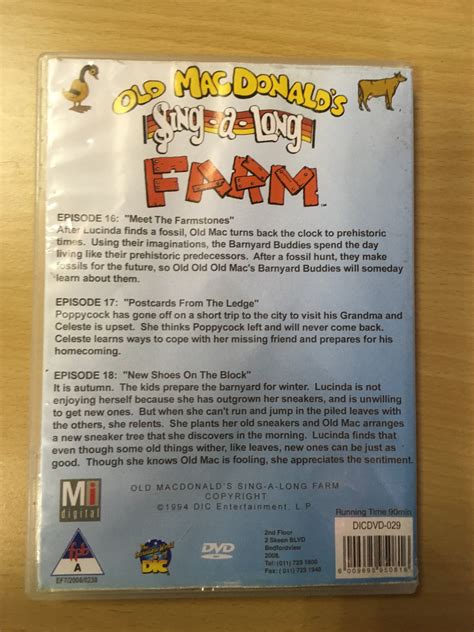 OLD MACDONALD'S
Sing-a-Long
FARM
EPISODE 16: "Meet The Farmstones"
After Lucinda finds a fossil, Old Mac turns back the clock to prehistoric
times. Using their imaginations, the Barnyard Buddies spend the day
living like their prehistoric predecessors. After a fossil hunt, they make
fossils for the future, so Old Old Old Mac's Barnyard Buddies will someday
learn about them.
EPISODE 17: "Postcards From The Ledge"
Poppycock has gone off on a short trip to the city to visit his Grandma and
Celeste is upset. She thinks Poppycock left and will never come back.
Celeste learns ways to cope with her missing friend and prepares for his
homecoming.
EPISODE 18: "New Shoes On The Block"
It is autumn. The kids prepare the barnyard for winter. Lucinda is not
enjoying herself because she has outgrown her sneakers, and is unwilling
to get new ones. But when she can't run and jump in the piled leaves with
the others, she relents. She plants her old sneakers and Old Mac arranges
a new sneaker tree that she discovers in the morning. Lucinda finds that
even though some old things wither, like leaves, new ones can be just as
good. Though she knows Old Mac is fooling, she appreciates the sentiment.
OLD MACDONALD'S SING-A-LONG FARM
COPYRIGHT
©1994 DIC Entertainment, L.P.
Mi
digital
Running Time 90min
DICDVD-029
fpb
A
DIC
DVD
2nd Floor
2 Skeen BLVD
Bedfordview
2008,